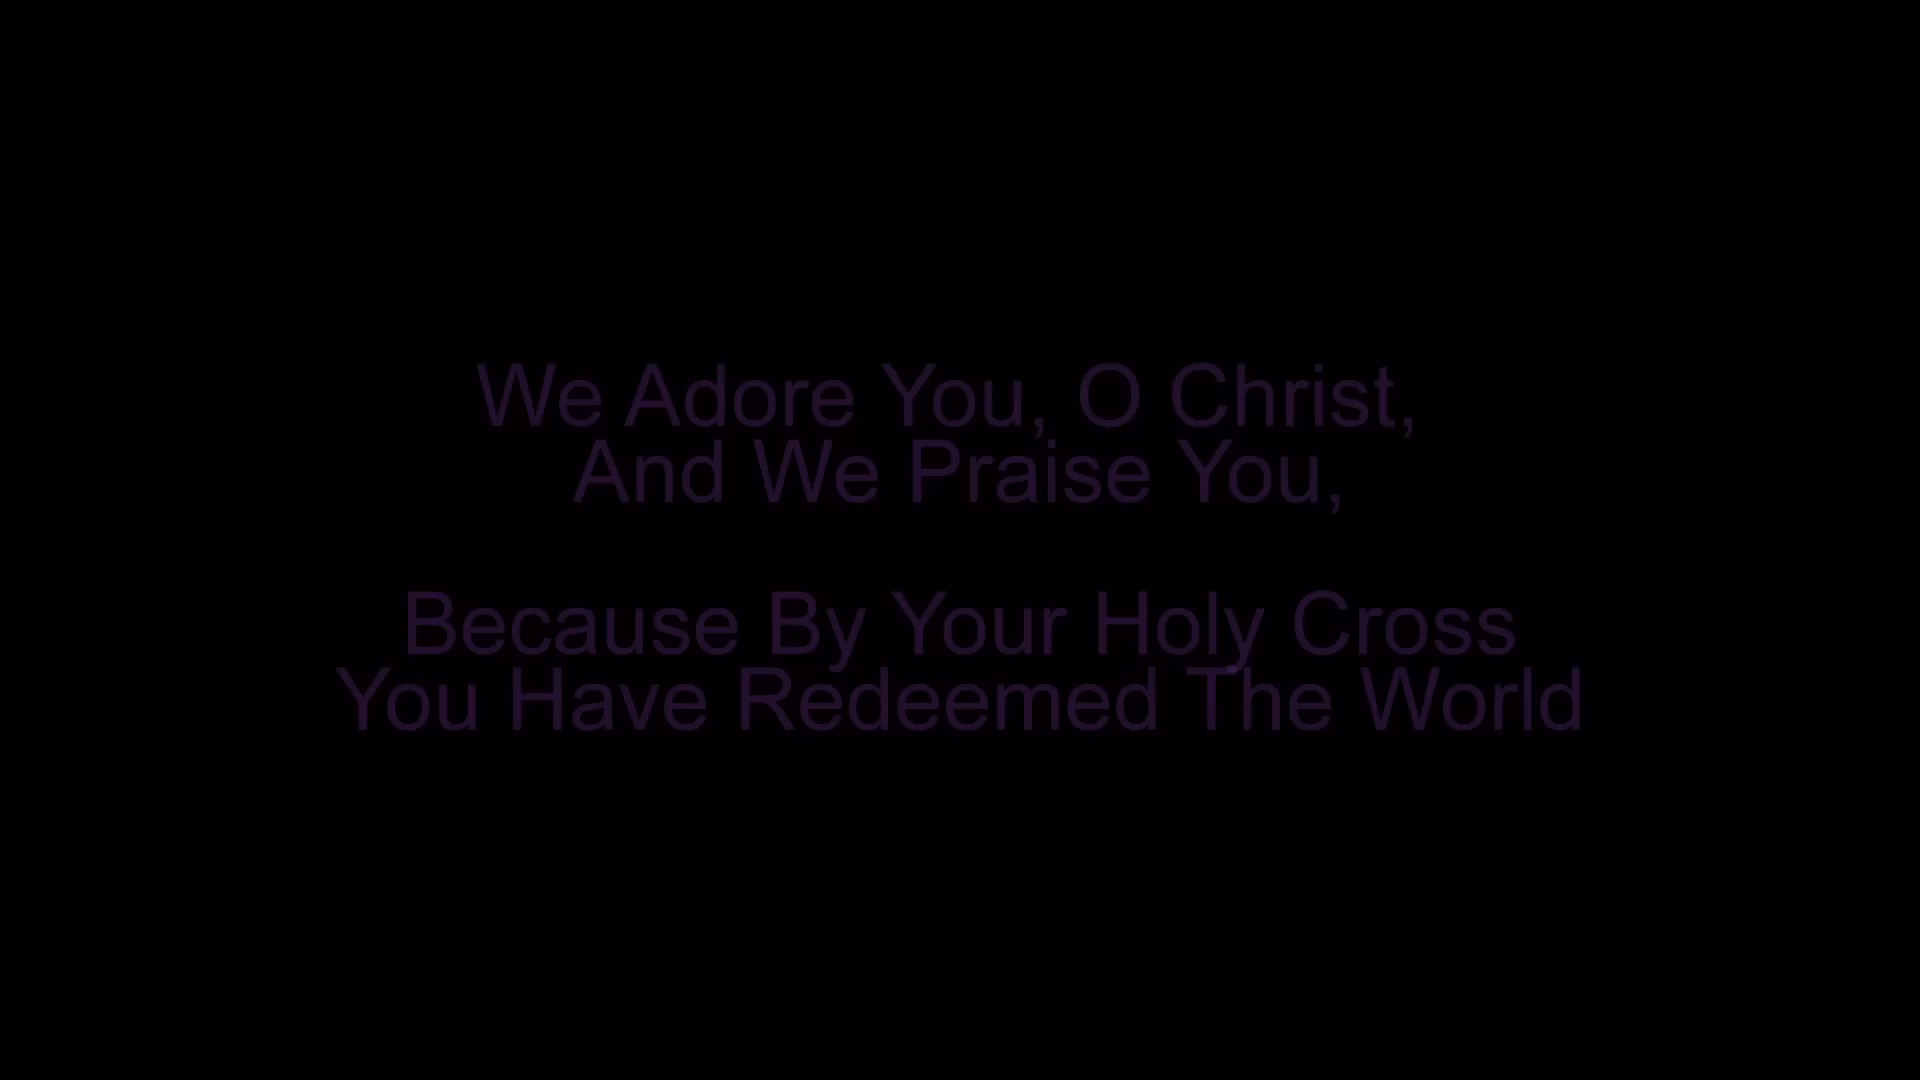 We Adore You, O Christ,
And We Praise You,
Because By Your Holy Cross
You Have Redeemed The World